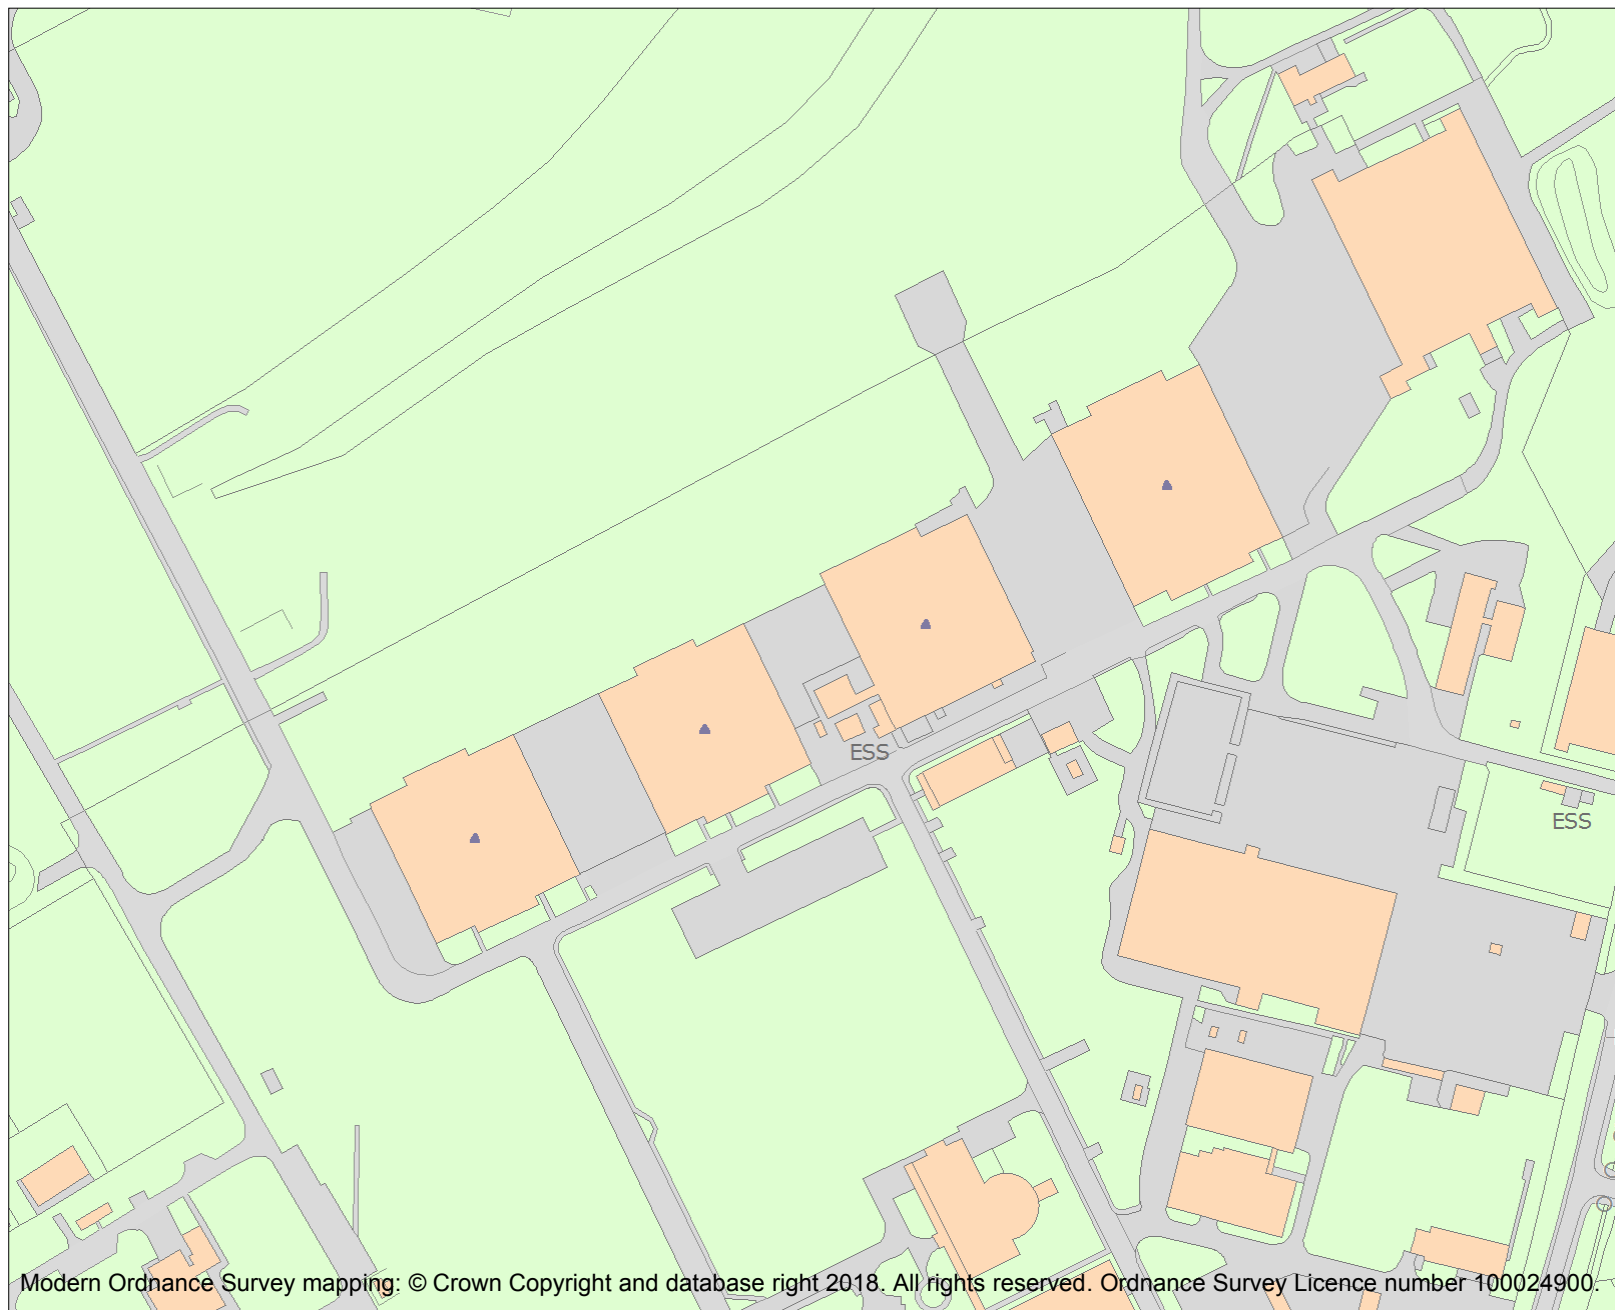 ESS
ESS
Modern Ordnance Survey mapping: © Crown Copyright and database right 2018. All rights reserved. Ordnance Survey Licence number 100024900.